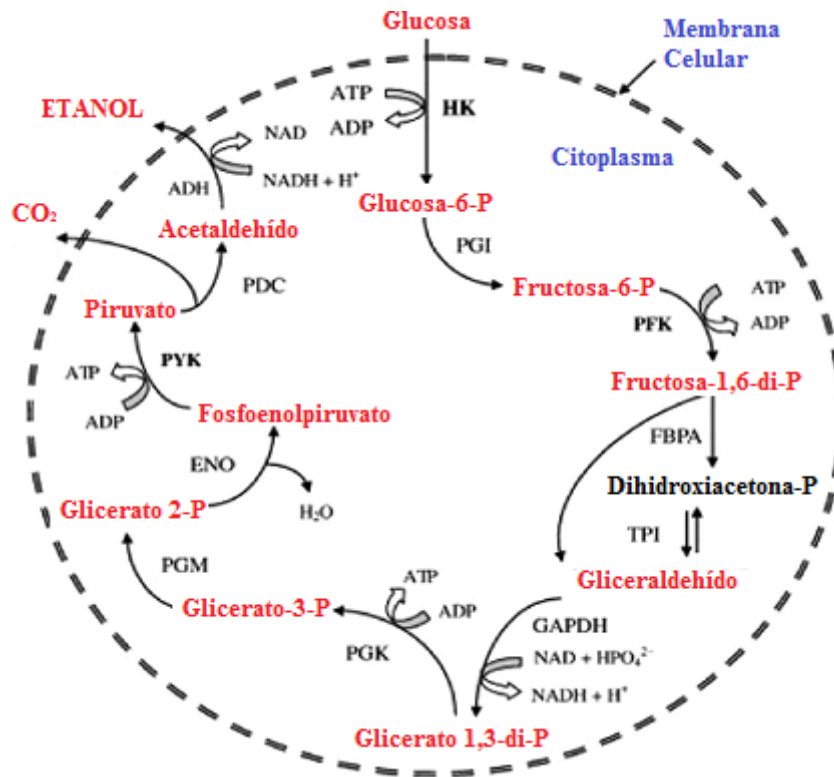 Glucosa
Membrana
Celular
ETANOL
ATP
ADP
HK
NAD
NADH + H⁺
ADH
Citoplasma
CO₂
Acetaldehído
Glucosa-6-P
PGI
PDC
Piruvato
Fructosa-6-P
ATP
ADP
PFK
PYK
ATP
ADP
Fructosa-1,6-di-P
Fosfoenolpiruvato
FBPA
ENO
Dihidroxiacetona-P
Glicerato 2-P
H₂O
TPI
PGM
ATP
ADP
Gliceraldehído
Glicerato-3-P
GAPDH
PGK
NAD + HPO₄²⁻
NADH + H⁺
Glicerato 1,3-di-P